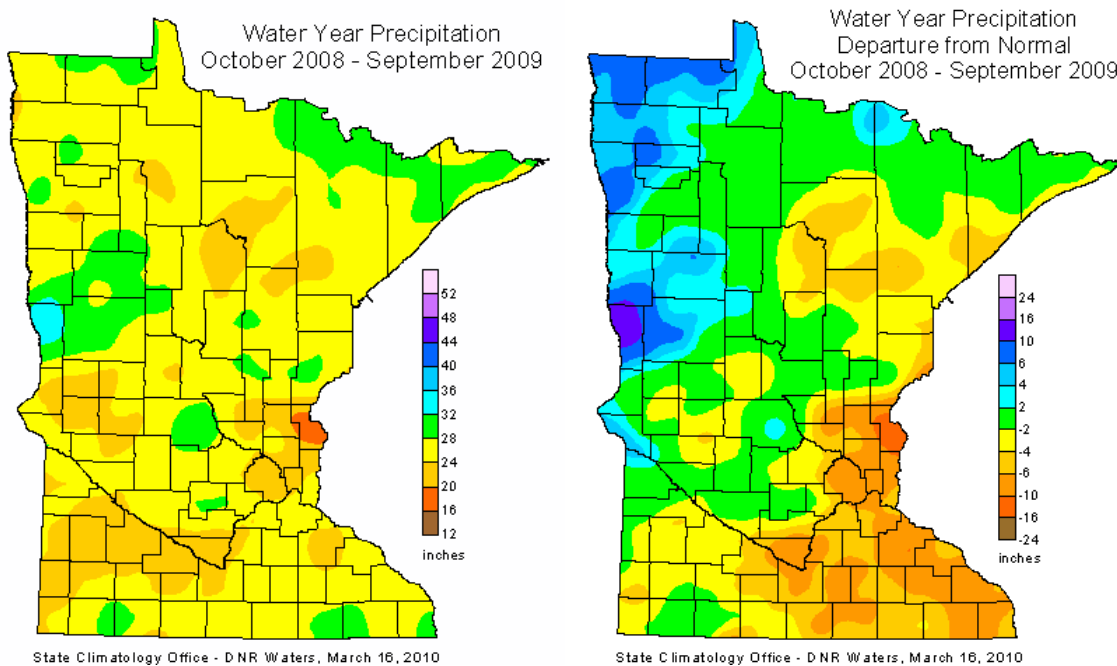 Water Year Precipitation
October 2008 - September 2009
52
48
44
40
36
32
28
24
20
16
12
inches
State Climatology Office - DNR Waters, March 16, 2010
Water Year Precipitation
Departure from Normal
October 2008 - September 2009
24
16
10
6
4
2
-2
-4
-6
-10
-16
-24
inches
State Climatology Office - DNR Waters, March 16, 2010